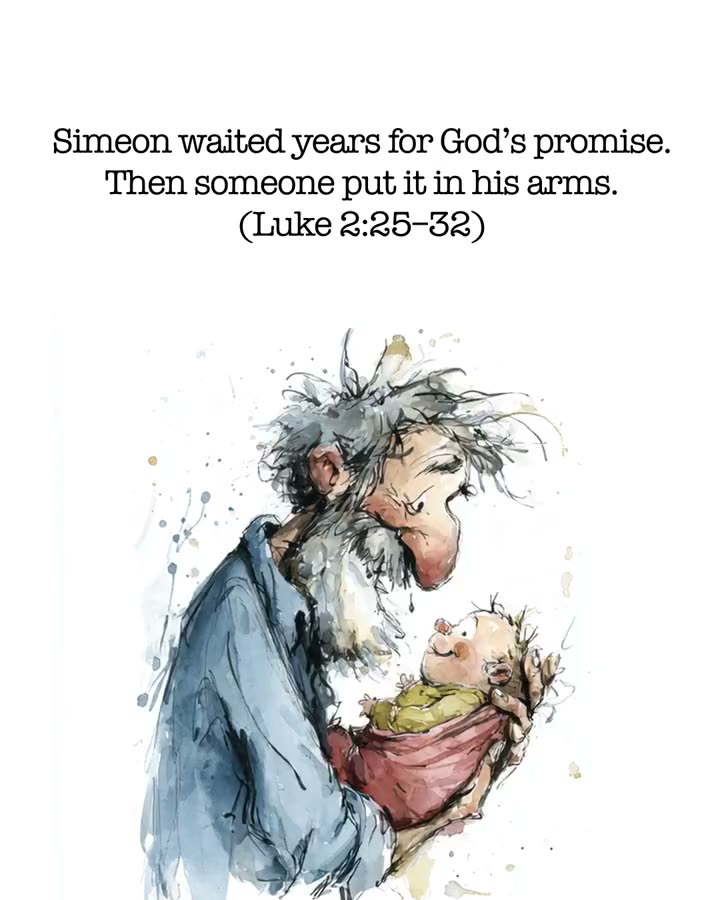 Simeon waited years for God’s promise.
Then someone put it in his arms.
(Luke 2:25–32)